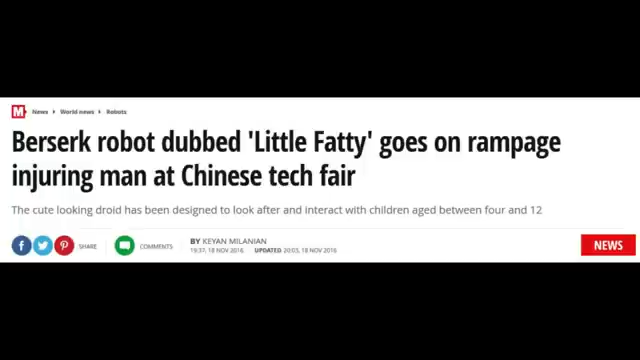 M
News ▸ World news ▸ Robots
Berserk robot dubbed 'Little Fatty' goes on rampage
injuring man at Chinese tech fair
The cute looking droid has been designed to look after and interact with children aged between four and 12
SHARE COMMENTS BY KEYAN MILANIAN NEWS
19:37, 18 NOV 2016 UPDATED 20:03, 18 NOV 2016